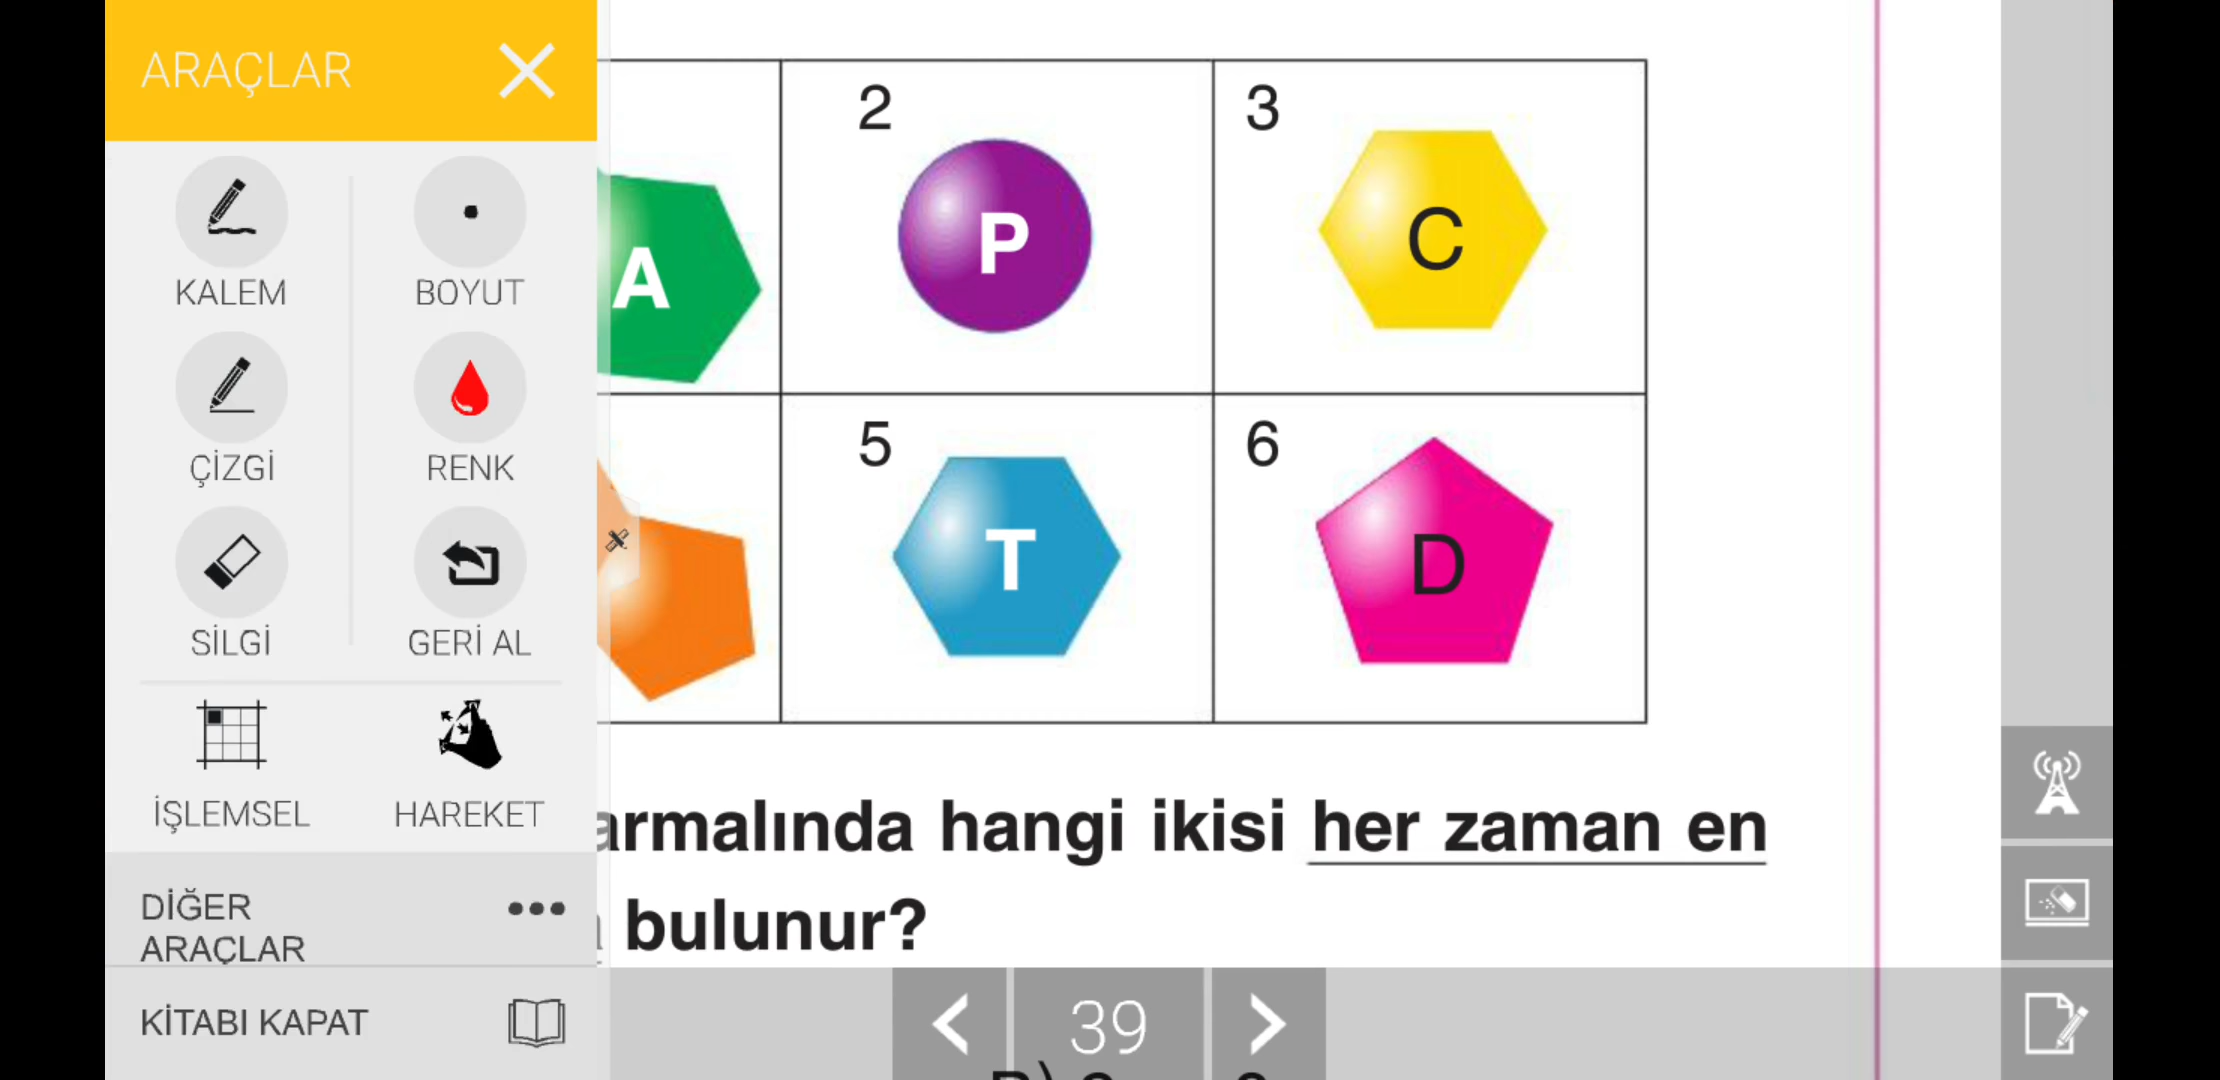 ARAÇLAR
KALEM
BOYUT
ÇİZGİ
RENK
SİLGİ
GERİ AL
İŞLEMSEL
HAREKET
DİĞER
ARAÇLAR
KİTABI KAPAT
A
2
P
3
C
5
T
6
D
hangi ikisi her zaman en
bulunur?
39